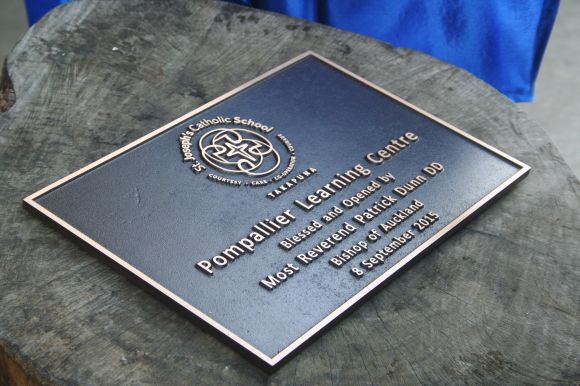 St. Joseph's Catholic School
COURTESY · CARE · CO-OPERATION
TAKAPUNA
Pompallier Learning Centre
Blessed and Opened by
Most Reverend Patrick Dunn DD
Bishop of Auckland
8 September 2015